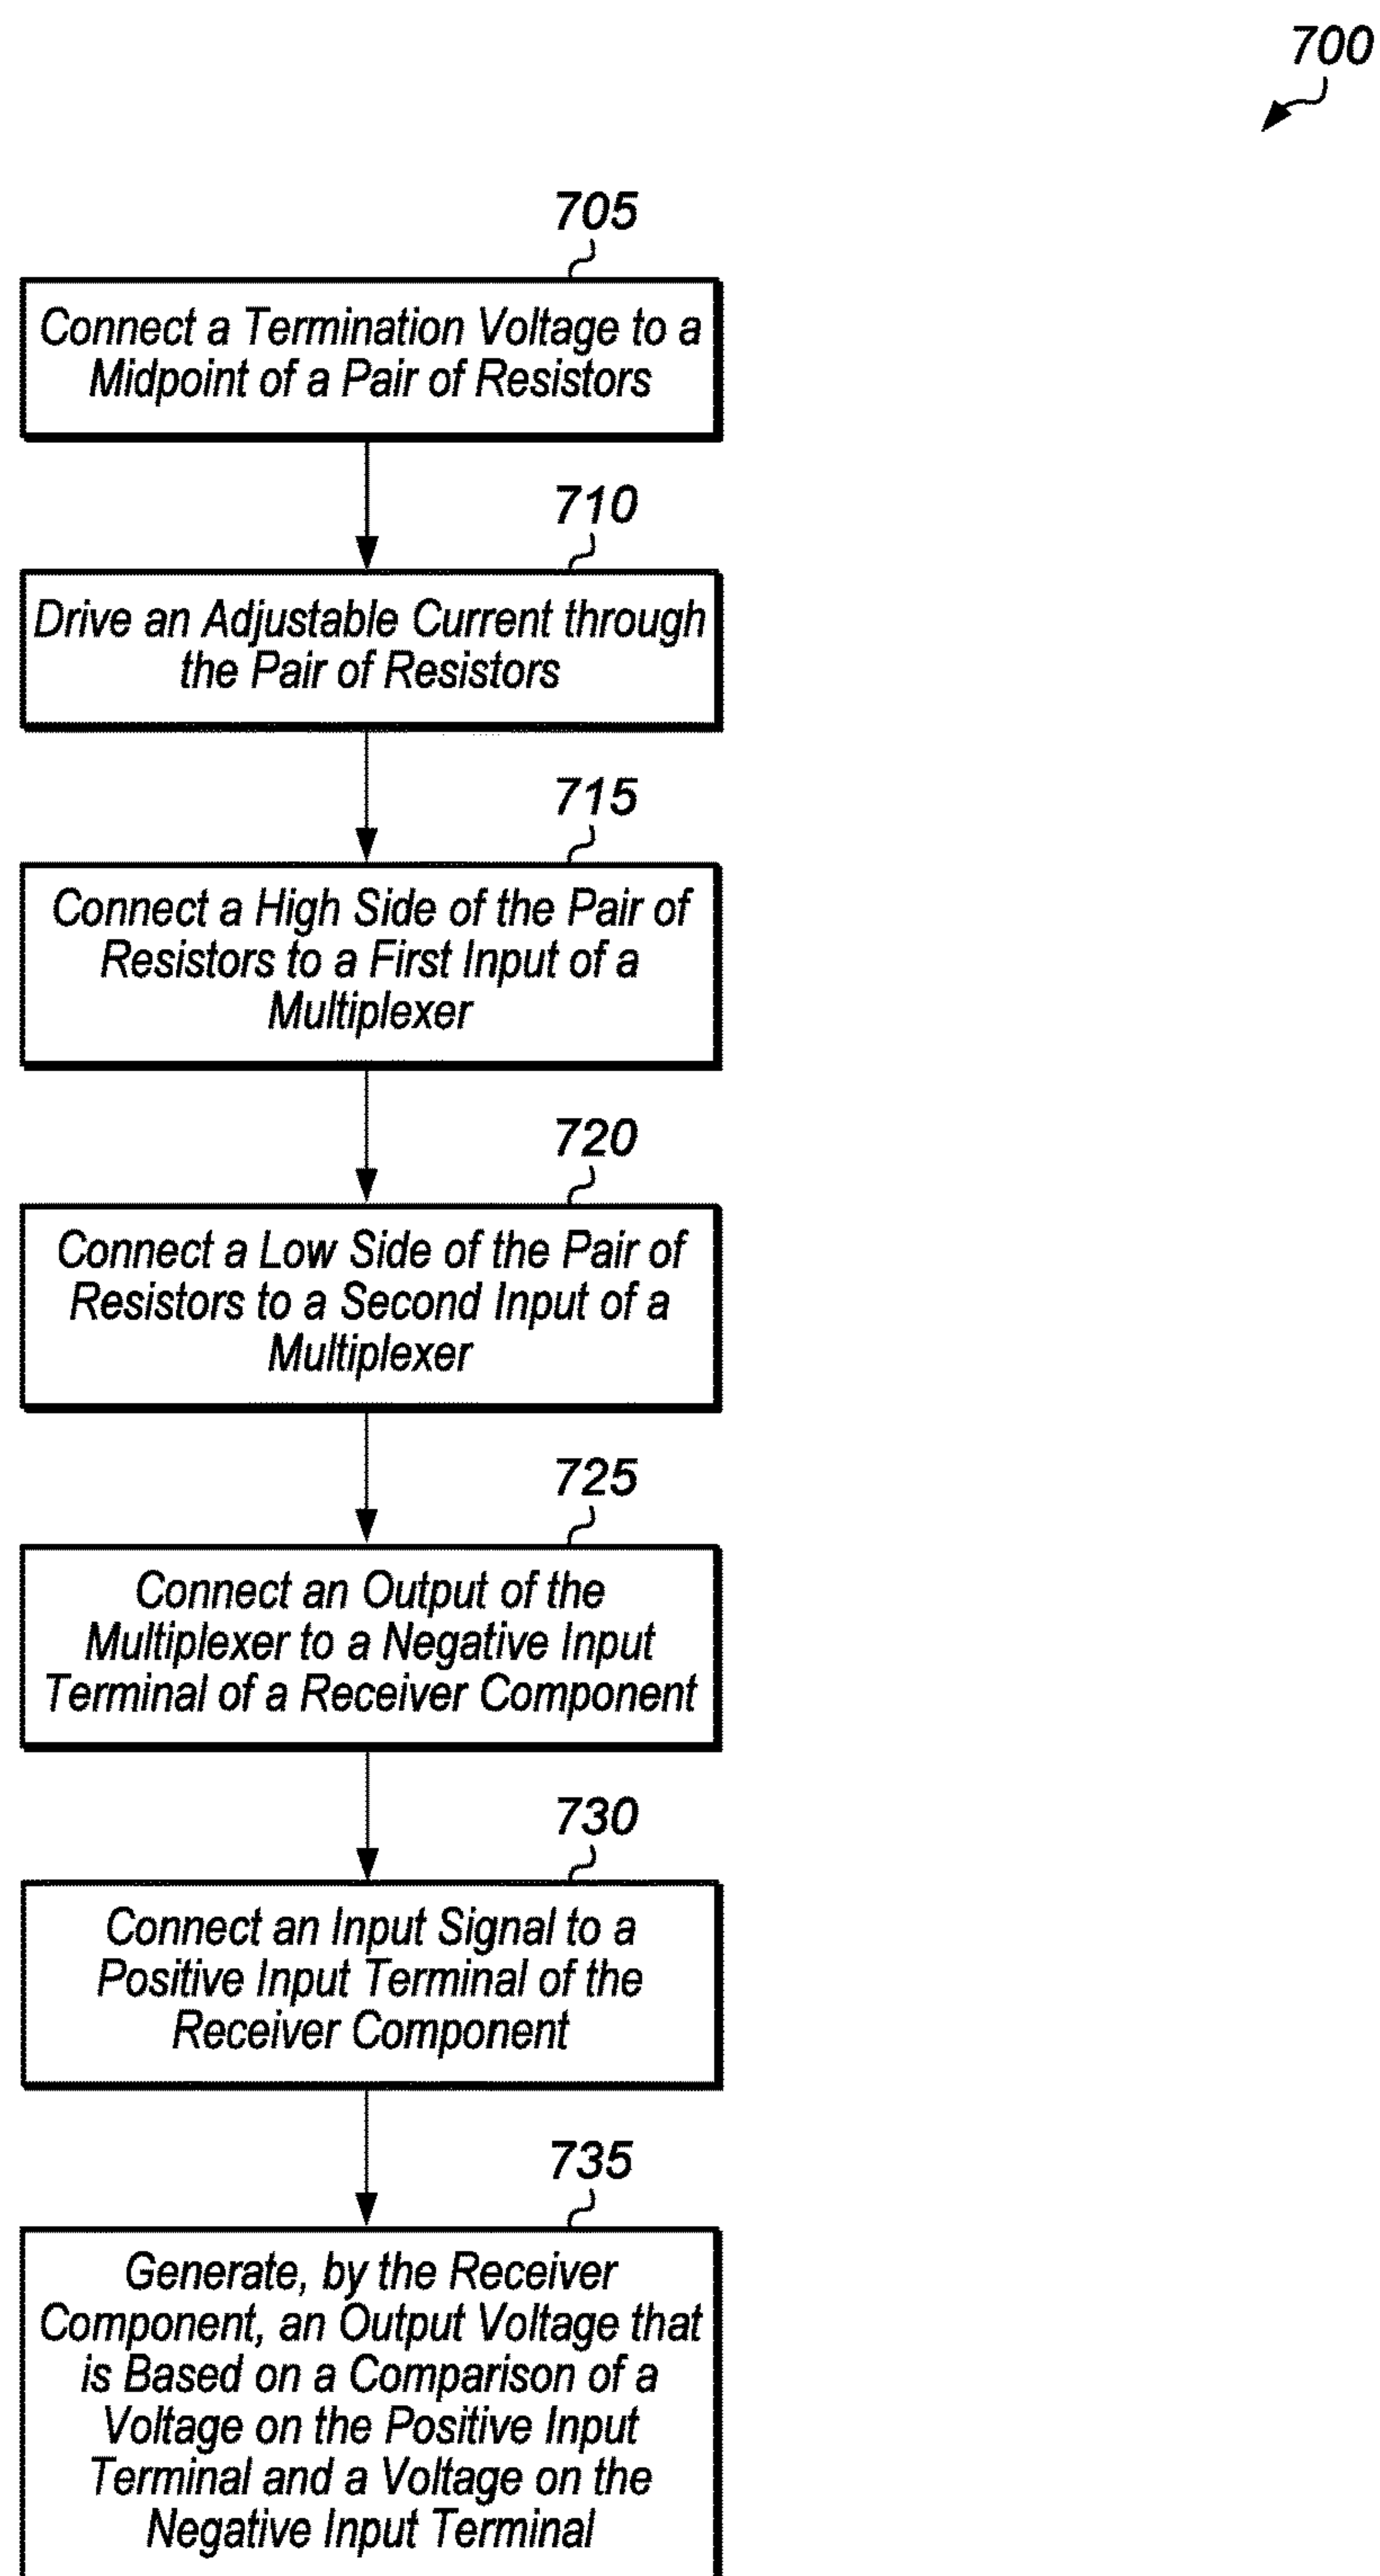 700
705
Connect a Termination Voltage to a
Midpoint of a Pair of Resistors
710
Drive an Adjustable Current through
the Pair of Resistors
715
Connect a High Side of the Pair of
Resistors to a First Input of a
Multiplexer
720
Connect a Low Side of the Pair of
Resistors to a Second Input of a
Multiplexer
725
Connect an Output of the
Multiplexer to a Negative Input
Terminal of a Receiver Component
730
Connect an Input Signal to a
Positive Input Terminal of the
Receiver Component
735
Generate, by the Receiver
Component, an Output Voltage that
is Based on a Comparison of a
Voltage on the Positive Input
Terminal and a Voltage on the
Negative Input Terminal